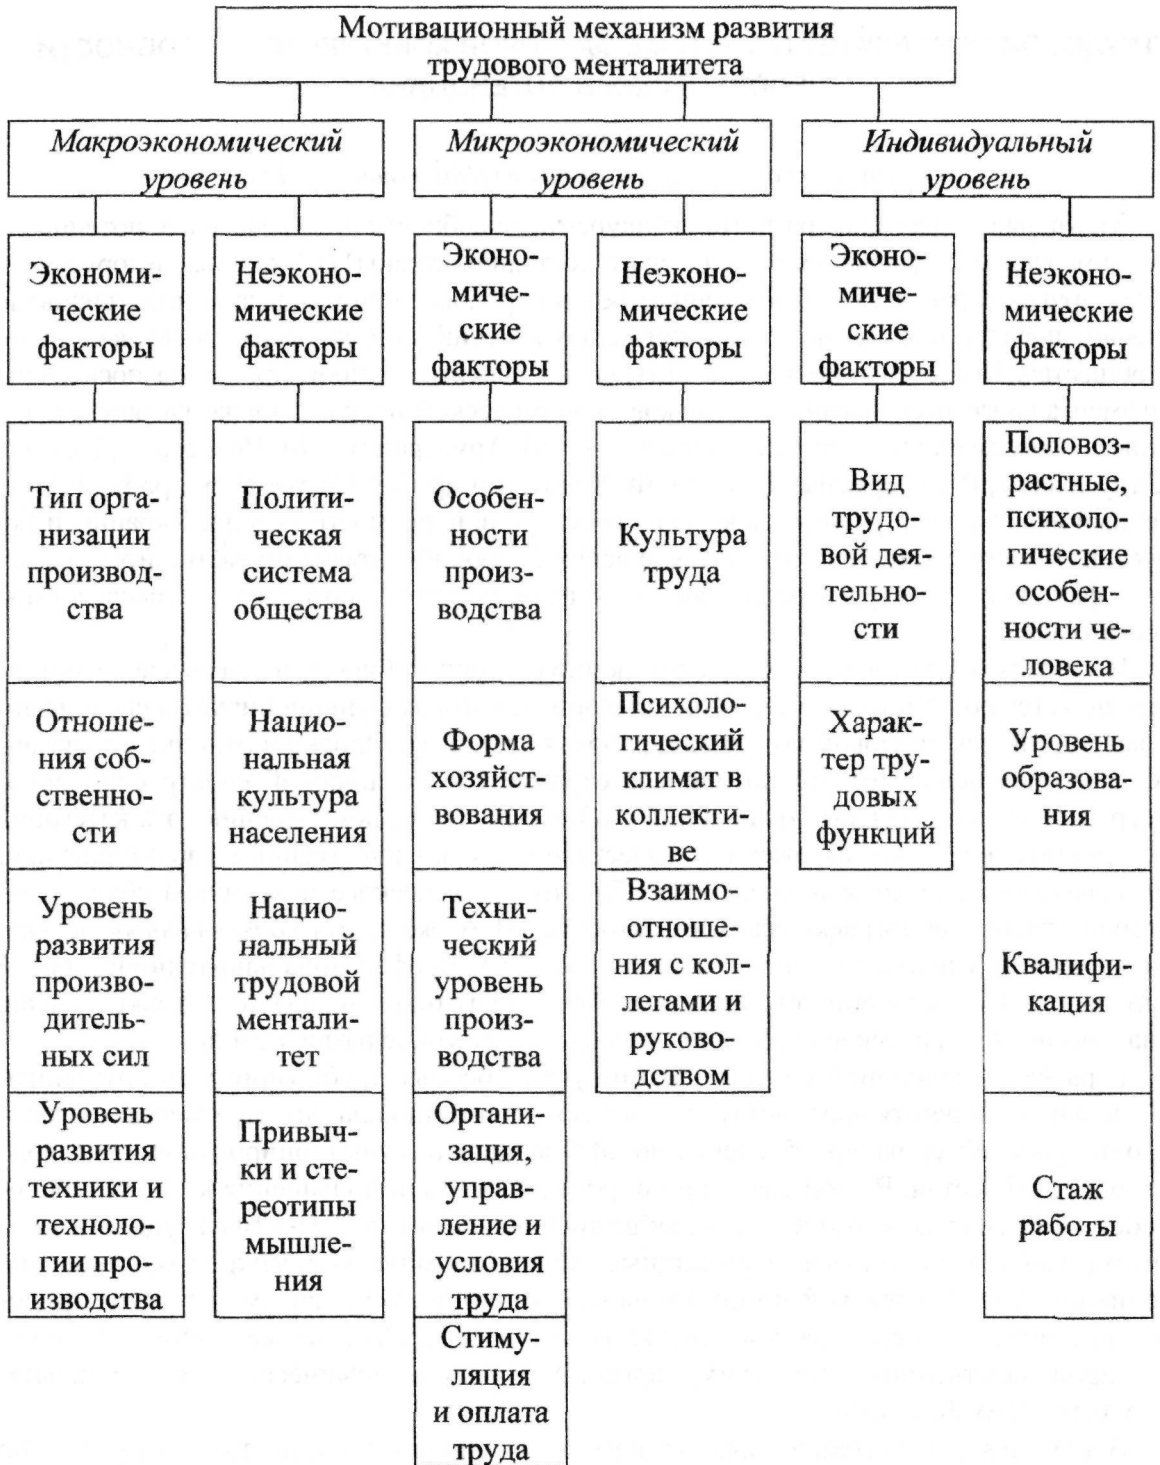 Мотивационный механизм развития
трудового менталитета
Макроэкономический
уровень
Микроэкономический
уровень
Индивидуальный
уровень
Экономи-
ческие
факторы
Неэконо-
мические
факторы
Эконо-
миче-
ские
факторы
Неэконо-
мические
факторы
Эконо-
миче-
ские
факторы
Неэконо-
мические
факторы
Тип орга-
низации
производ-
ства
Полити-
ческая
система
общества
Особен-
ности
произ-
водства
Культура
труда
Вид
трудо-
вой дея-
тельно-
сти
Половоз-
растные,
психоло-
гические
особен-
ности че-
ловека
Отноше-
ния соб-
ственно-
сти
Нацио-
нальная
культура
населения
Форма
хозяйст-
вования
Психоло-
гический
климат в
коллекти-
ве
Харак-
тер тру-
довых
функций
Уровень
образова-
ния
Уровень
развития
произво-
дитель-
ных сил
Нацио-
нальный
трудовой
ментали-
тет
Техни-
ческий
уровень
произ-
водства
Взаимо-
отноше-
ния с кол-
легами и
руково-
дством
Квалифи-
кация
Уровень
развития
техники и
техноло-
гии про-
изводства
Привыч-
ки и сте-
реотипы
мышле-
ния
Органи-
зация,
управ-
ление и
условия
труда
Стаж
работы
Стиму-
ляция
и оплата
труда